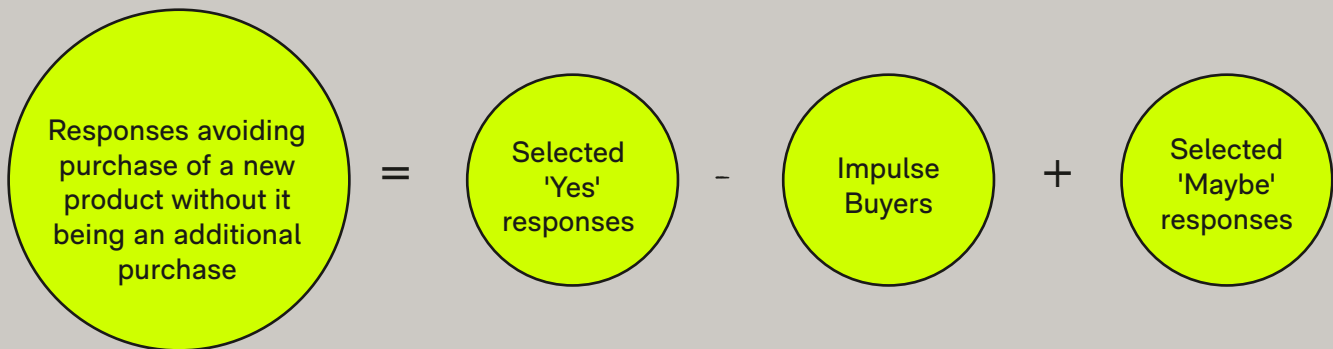 Responses avoiding
purchase of a new
product without it
being an additional
purchase
=
Selected
'Yes'
responses
-
Impulse
Buyers
+
Selected
'Maybe'
responses